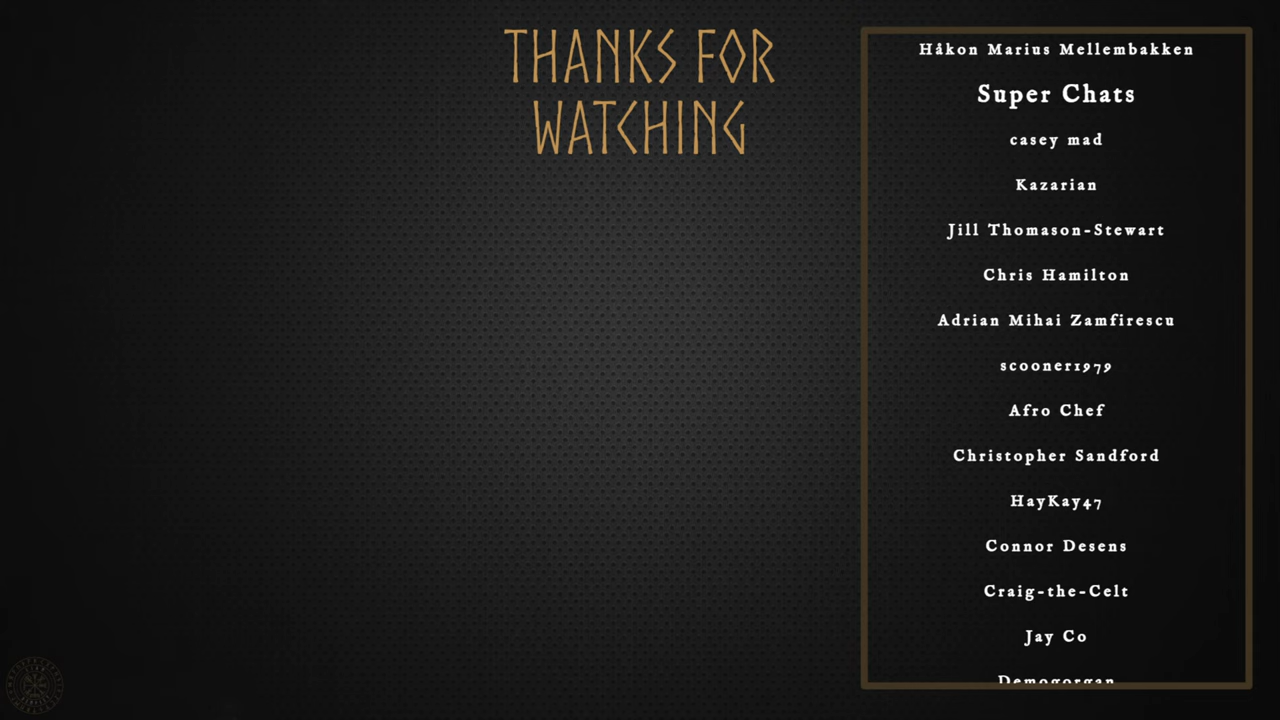 THANKS FOR
WATCHING
Håkon Marius Mellembakken
Super Chats
casey mad
Kazarian
Jill Thomason-Stewart
Chris Hamilton
Adrian Mihai Zamfirescu
scooner1979
Afro Chef
Christopher Sandford
HayKay47
Connor Desens
Craig-the-Celt
Jay Co
Demogorgan